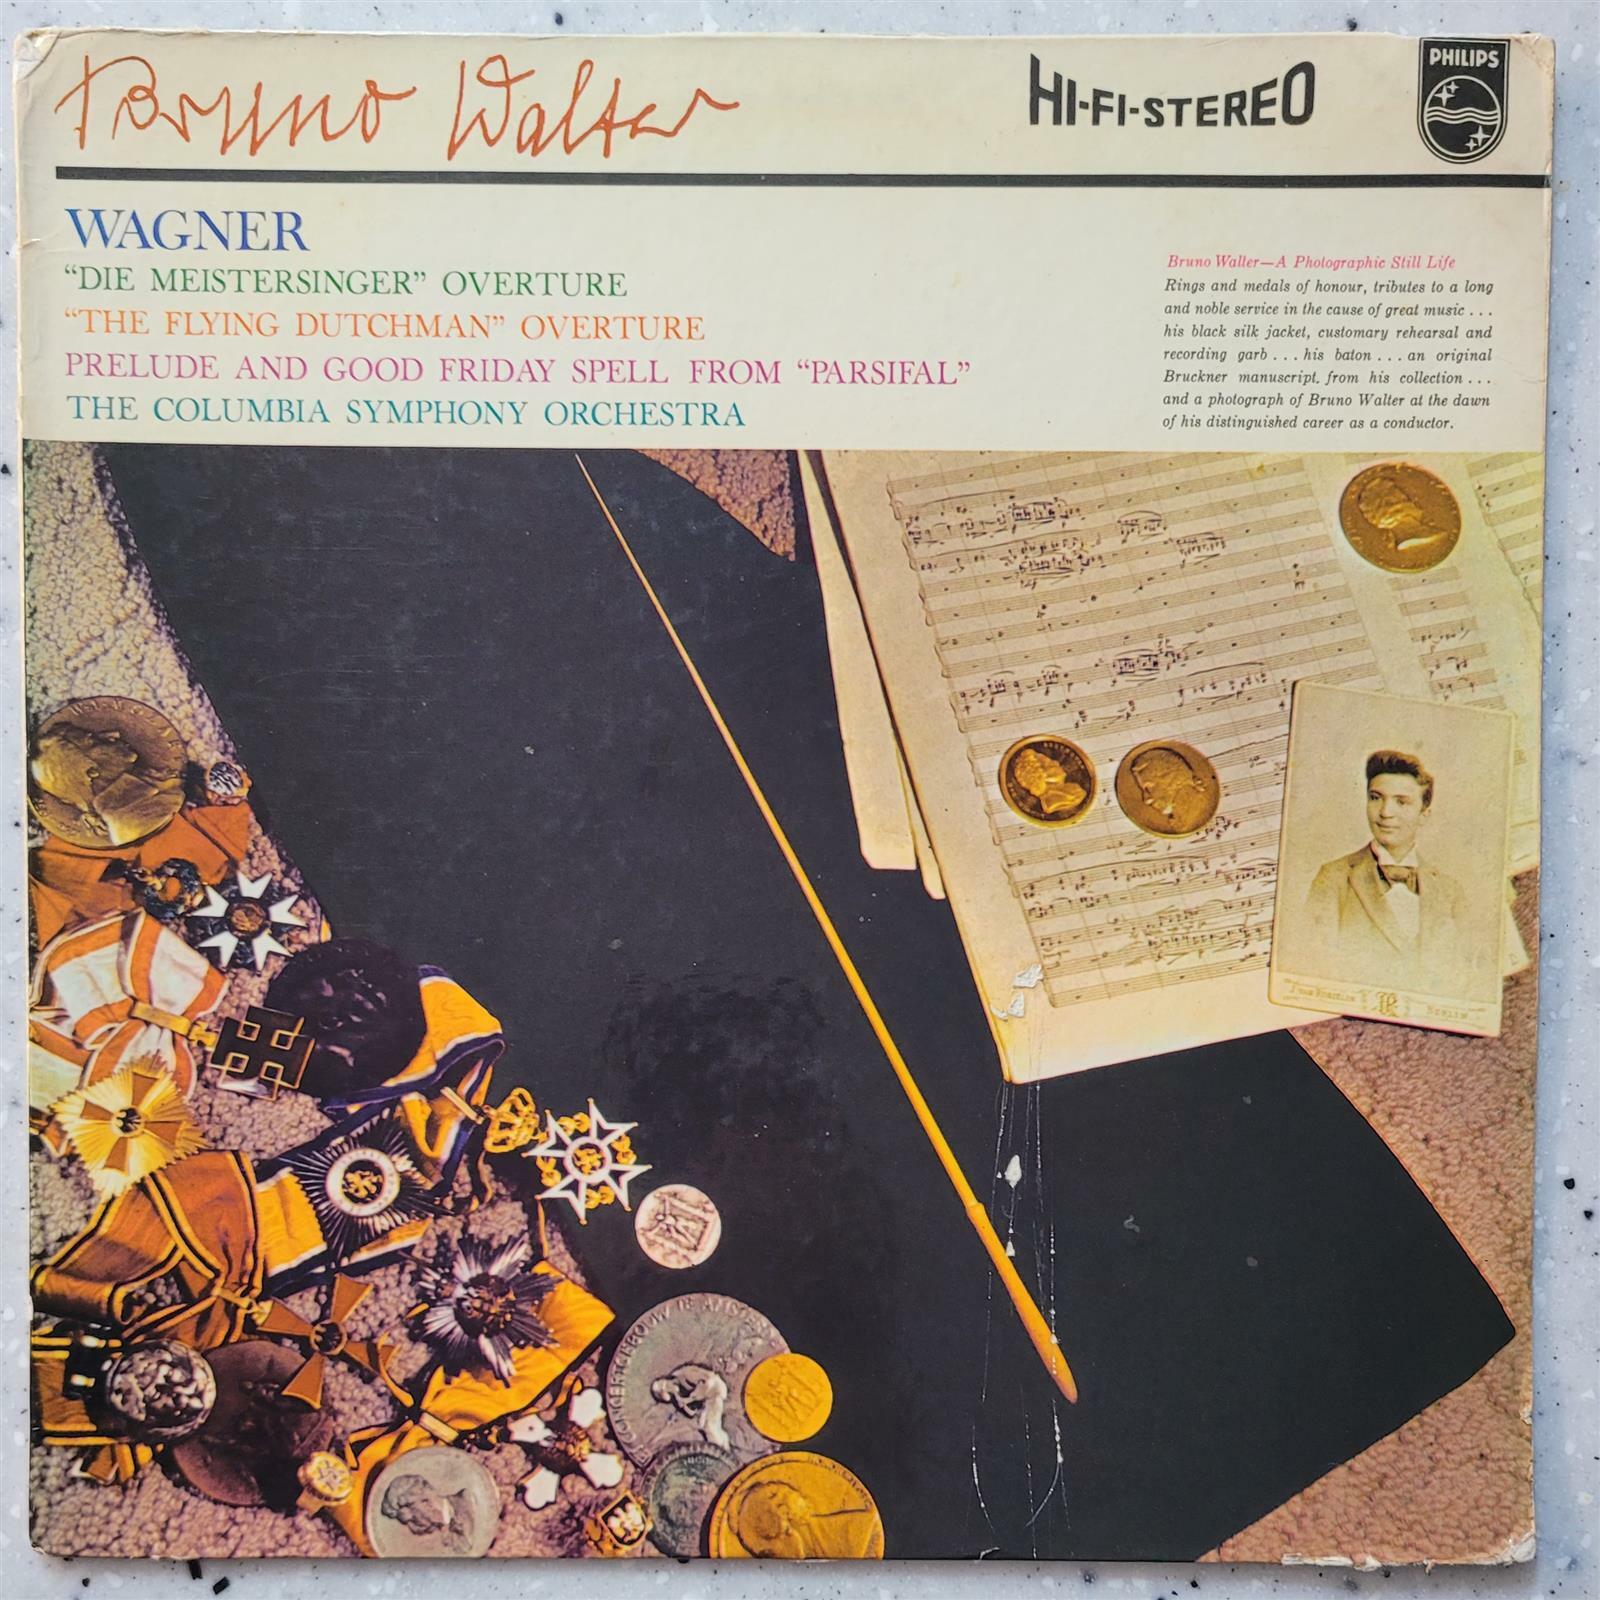 Bruno Walter
HI-FI-STEREO
PHILIPS
WAGNER
“DIE MEISTERSINGER” OVERTURE
“THE FLYING DUTCHMAN” OVERTURE
PRELUDE AND GOOD FRIDAY SPELL FROM “PARSIFAL”
THE COLUMBIA SYMPHONY ORCHESTRA
Bruno Walter—A Photographic Still Life
Rings and medals of honour, tributes to a long
and noble service in the cause of great music . . .
his black silk jacket, customary rehearsal and
recording garb . . . his baton . . . an original
Bruckner manuscript. from his collection . . .
and a photograph of Bruno Walter at the dawn
of his distinguished career as a conductor.
BERLIN